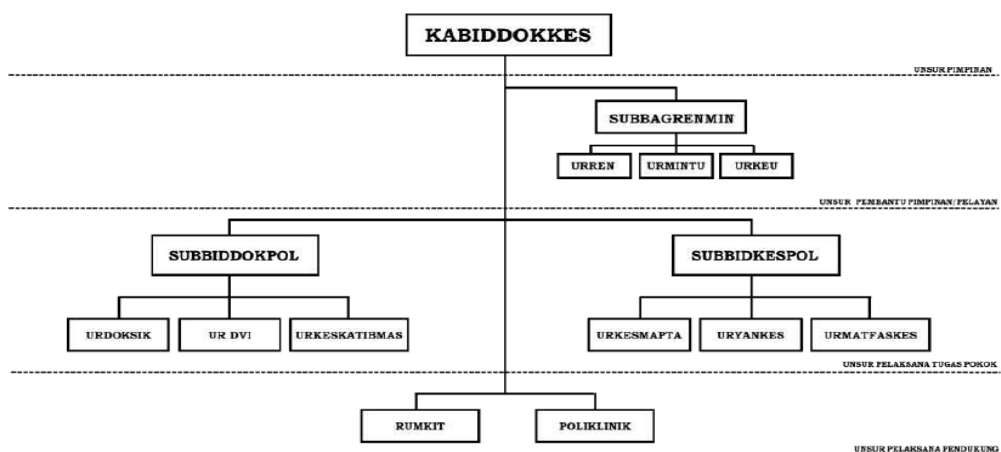 KABIDDOKKES
UNSUR PIMPINAN
SUBBAGRENMIN
URREN URMINTU URKEU
UNSUR PEMBANTU PIMPINAN/PELAYAN
SUBBIDDOKPOL SUBBIDKESPOL
URDOKSIK UR DVI URKESKATIBMAS URKESMAPTA URYANKES URMATFASKES
UNSUR PELAKSANA TUGAS POKOK
RUMKIT POLIKLINIK
UNSUR PELAKSANA PENDUKUNG